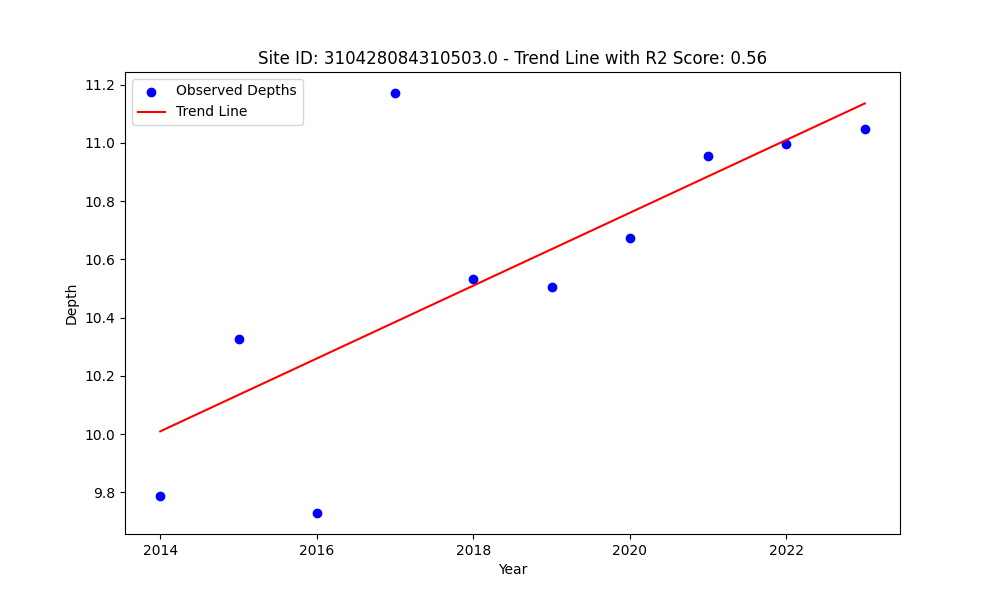 Site ID: 310428084310503.0 - Trend Line with R2 Score: 0.56
Observed Depths
Trend Line
11.2
11.0
10.8
10.6
10.4
10.2
10.0
9.8
Depth
2014
2016
2018
2020
2022
Year